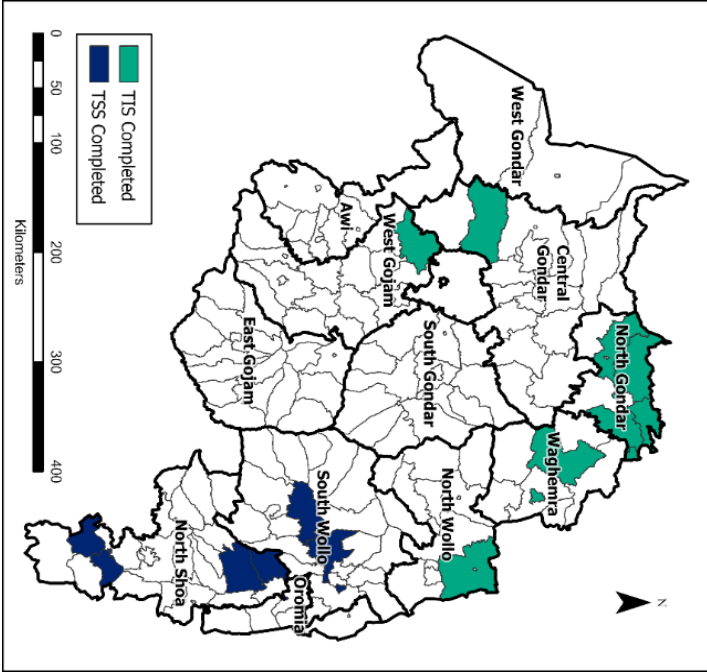 West Gondar
Central
Gondar
North Gondar
Waghemra
Awi
West Gojam
South Gondar
North Wollo
East Gojam
South Wollo
Oromia
North Shoa
N
TIS Completed
TSS Completed
0 50 100 200 300 400
Kilometers